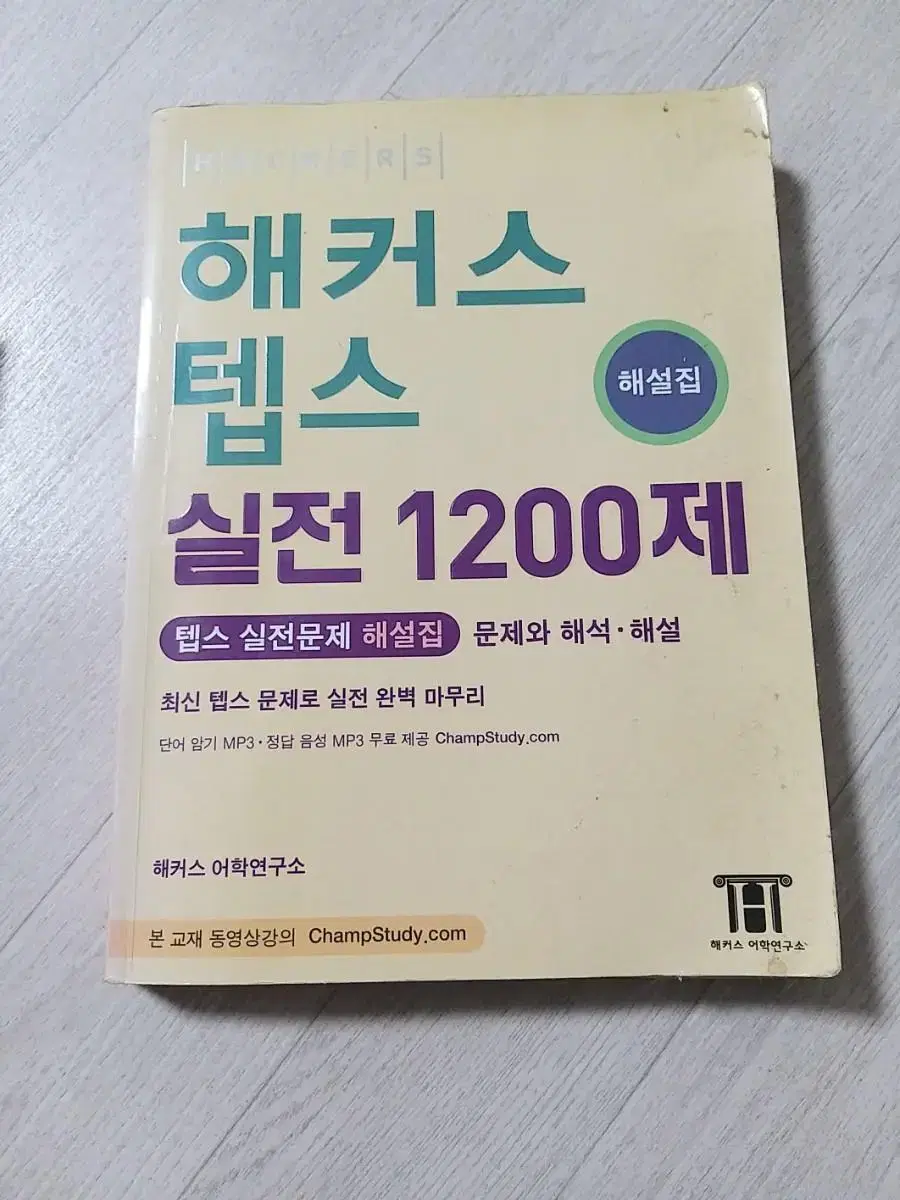 HACKERS
해커스
텝스
해설집
실전 1200제
텝스 실전문제 해설집 문제와 해석·해설
최신 텝스 문제로 실전 완벽 마무리
단어 암기 MP3·정답 음성 MP3 무료 제공 ChampStudy.com
해커스 어학연구소
해커스 어학연구소
본 교재 동영상강의 ChampStudy.com